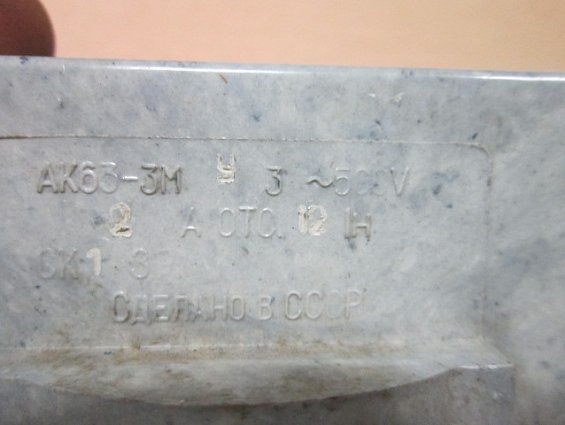 АК63-3М У 3 ~500V
2 А ОТС. 12 IН
СДЕЛАНО В СССР